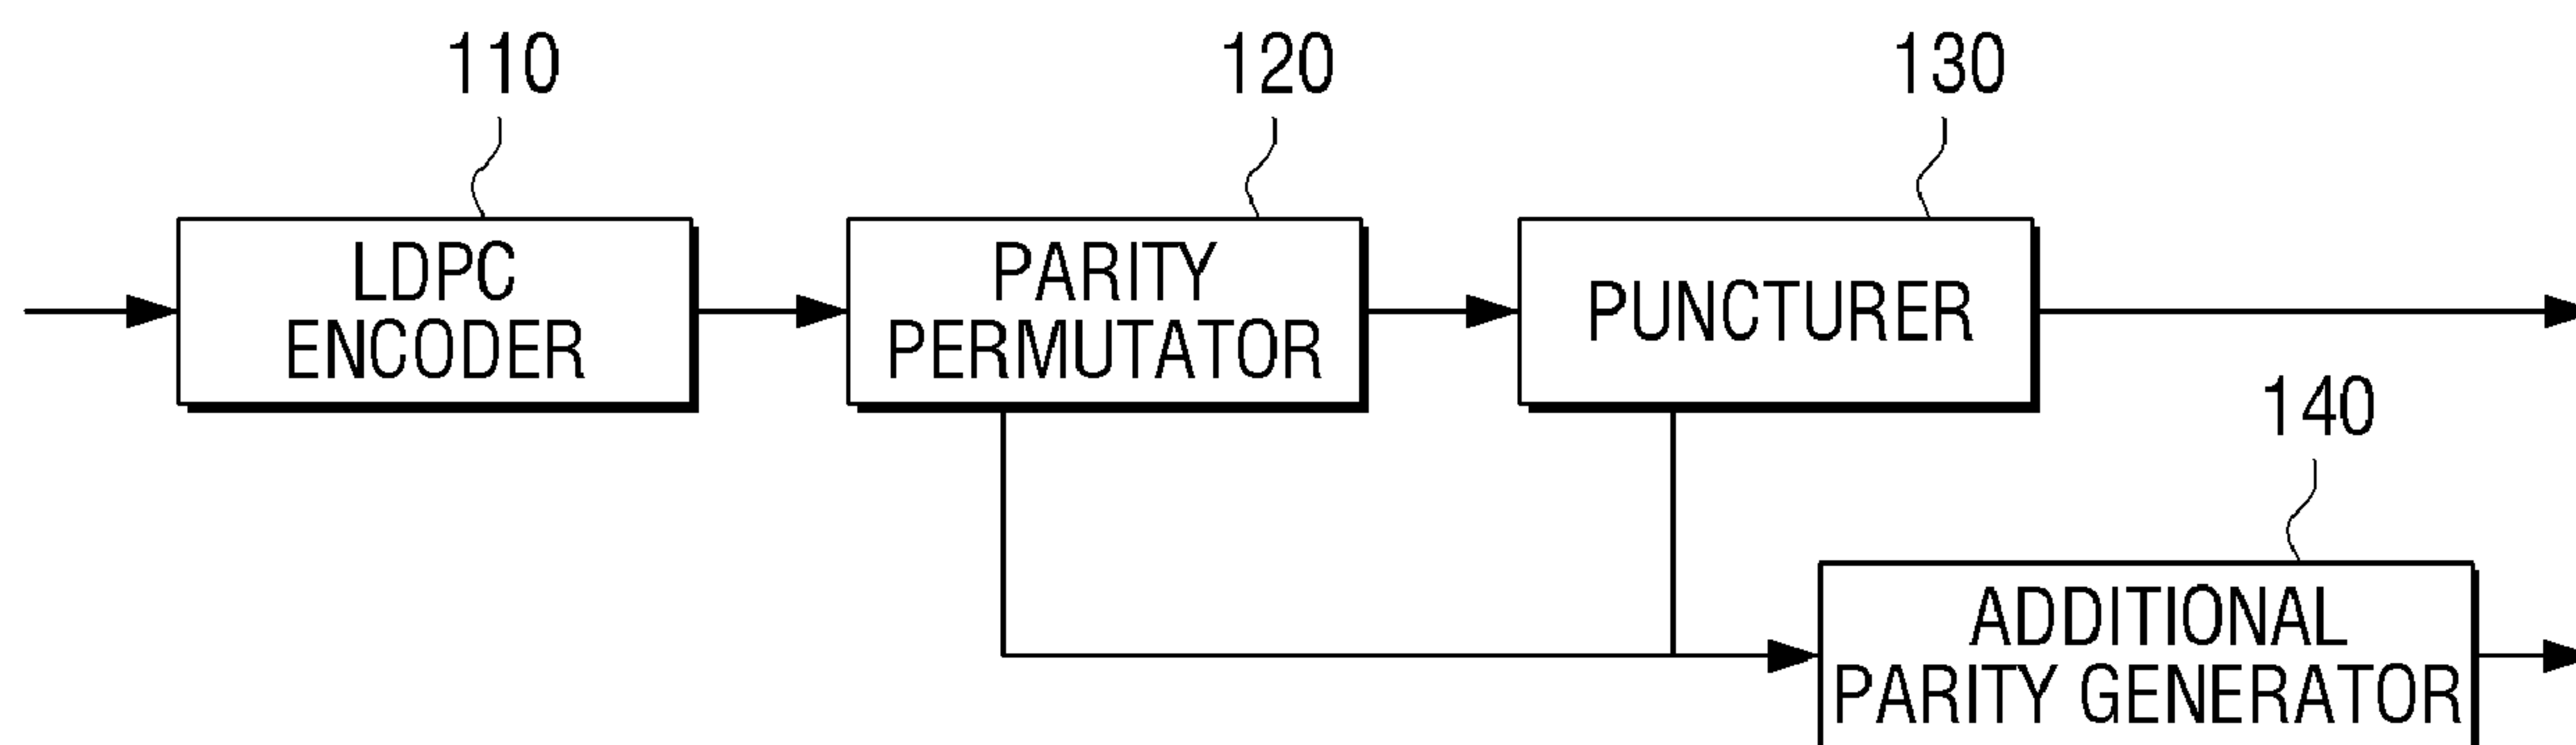 110
120
130
LDPC
ENCODER
PARITY
PERMUTATOR
PUNCTURER
140
ADDITIONAL
PARITY GENERATOR